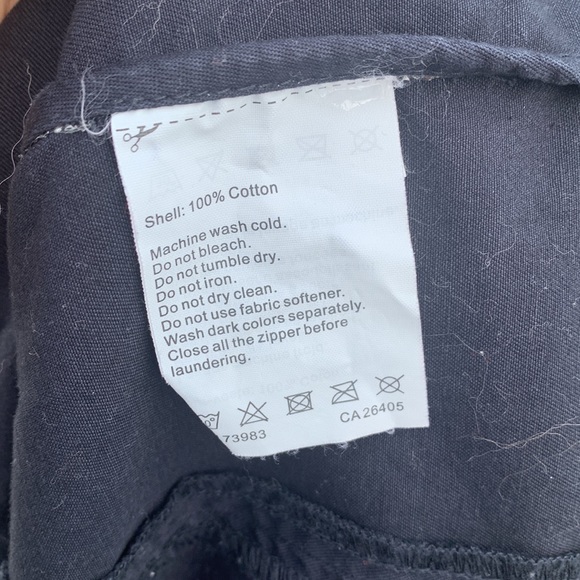 Shell: 100% Cotton
Machine wash cold.
Do not bleach.
Do not tumble dry.
Do not iron.
Do not dry clean.
Do not use fabric softener.
Wash dark colors separately.
Close all the zipper before
laundering.
73983 CA 26405